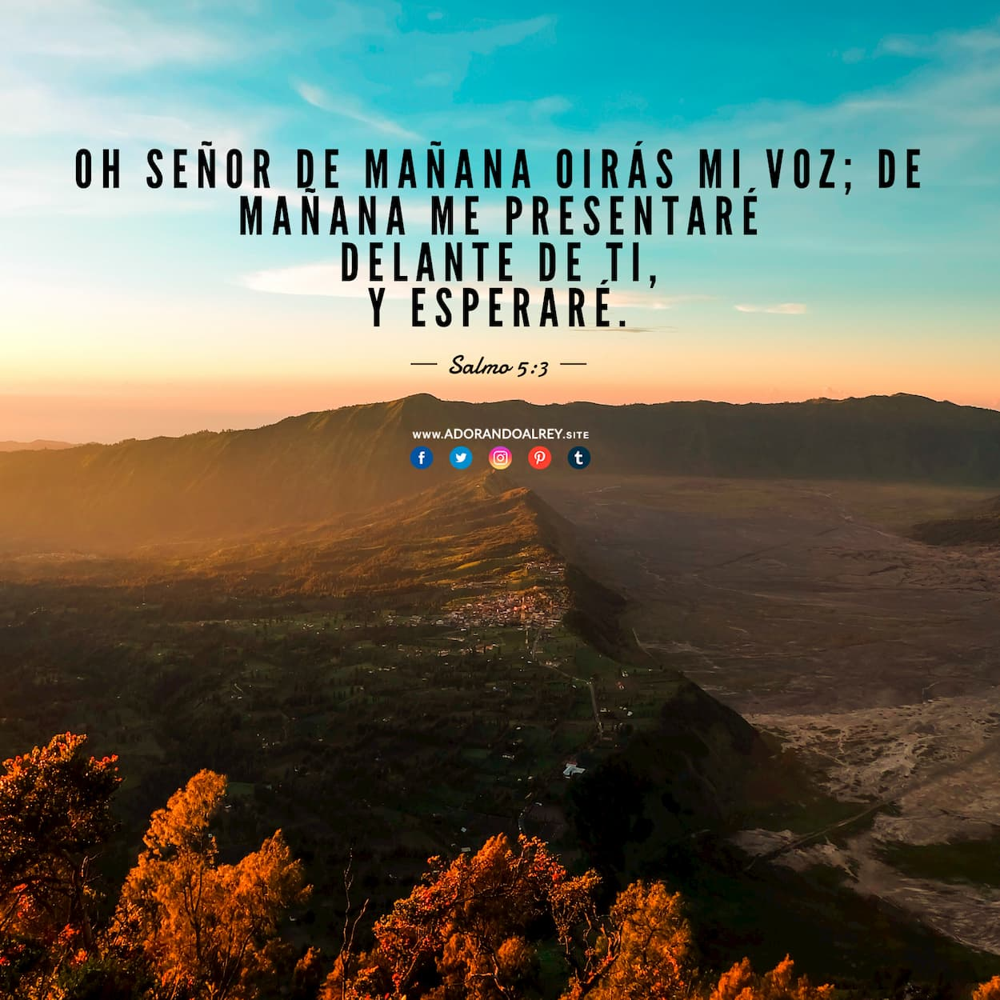 OH SEÑOR DE MAÑANA OIRÁS MI VOZ; DE
MAÑANA ME PRESENTARÉ
DELANTE DE TI,
Y ESPERARÉ.
Salmo 5:3
www.ADORANDOALREY.SITE